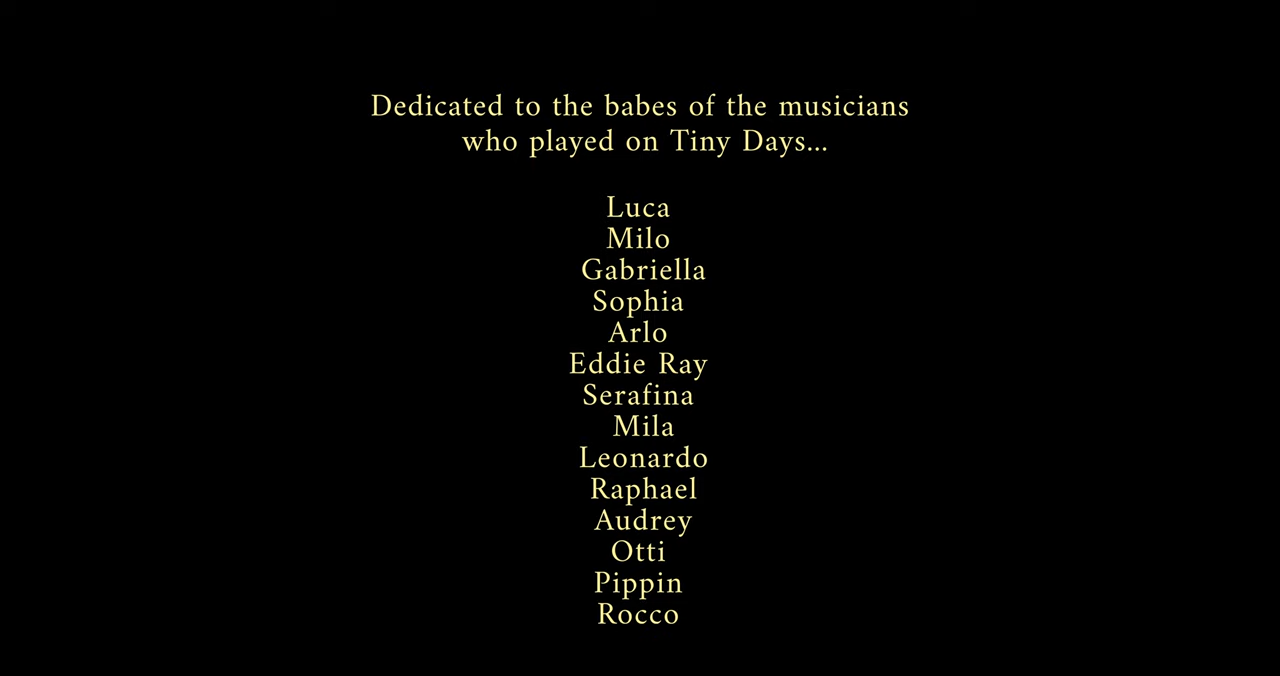 Dedicated to the babes of the musicians
who played on Tiny Days...
Luca
Milo
Gabriella
Sophia
Arlo
Eddie Ray
Serafina
Mila
Leonardo
Raphael
Audrey
Otti
Pippin
Rocco